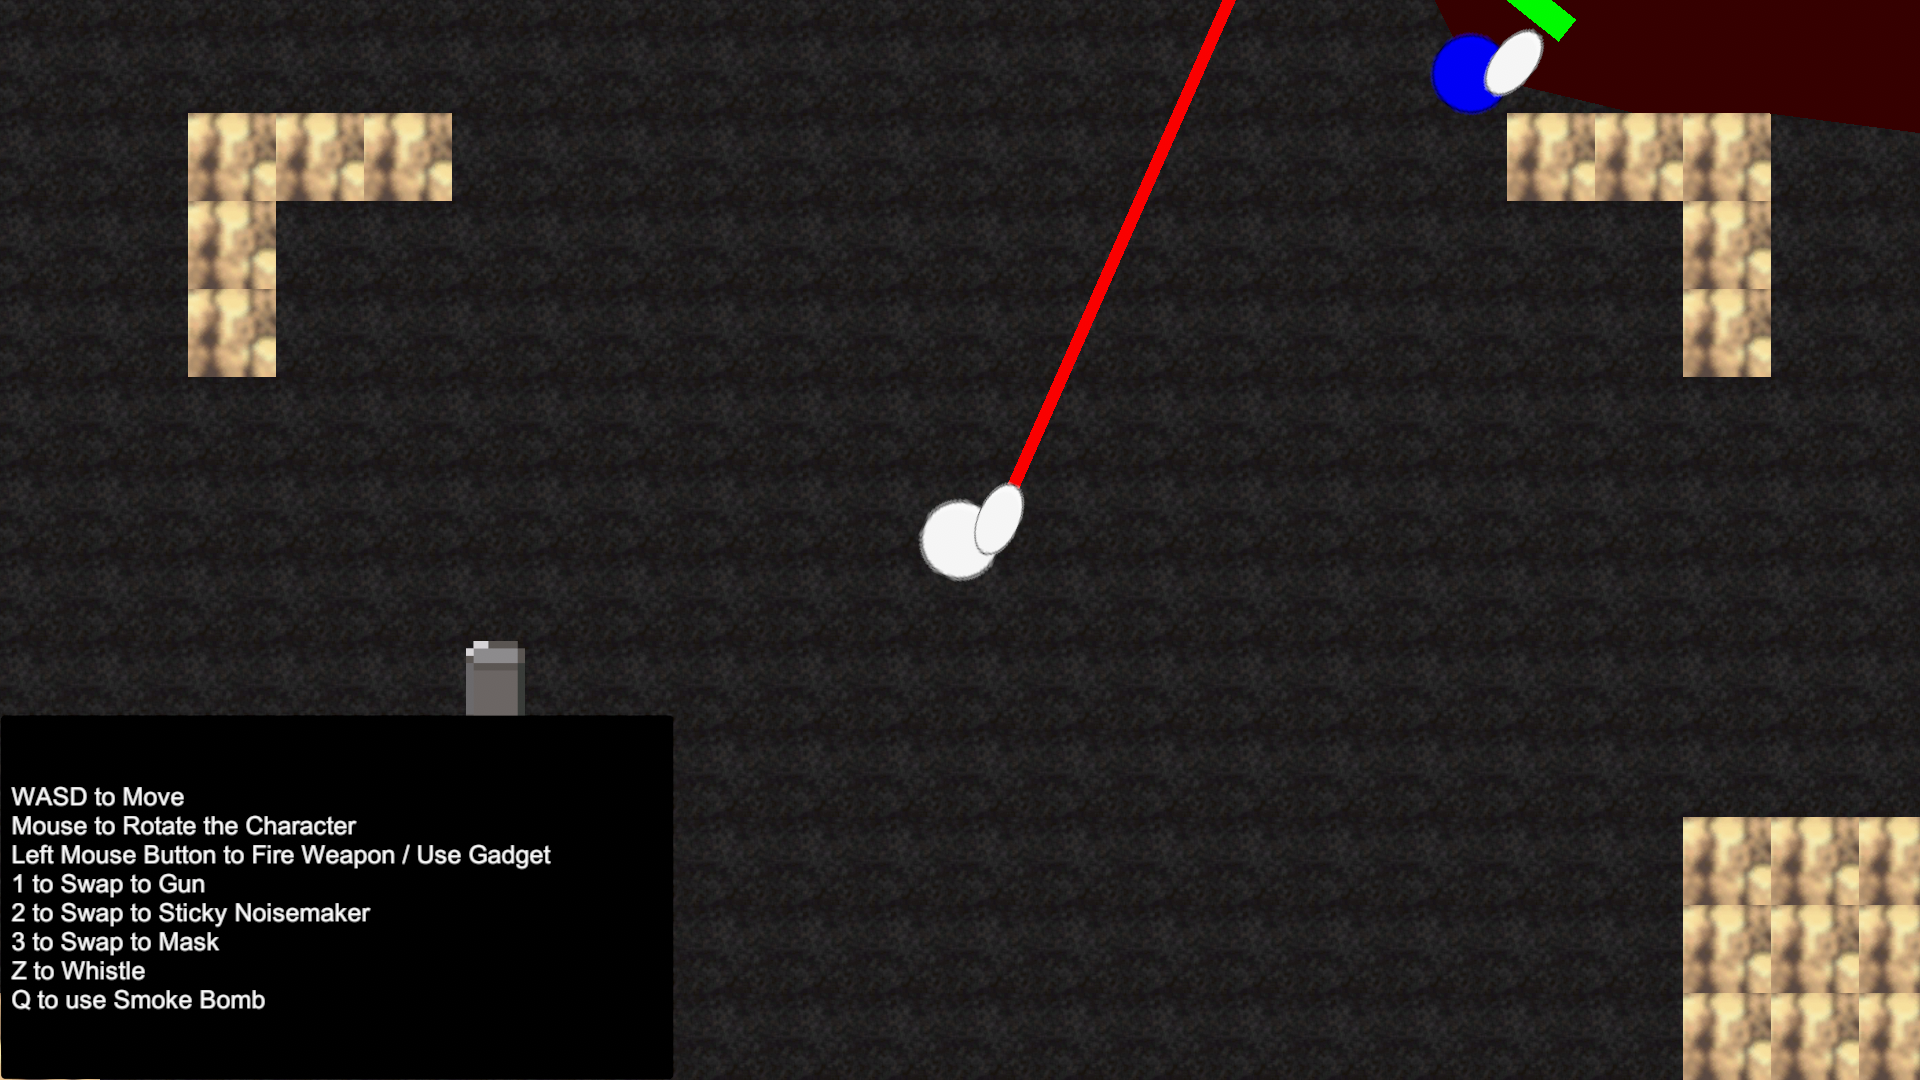 WASD to Move
Mouse to Rotate the Character
Left Mouse Button to Fire Weapon / Use Gadget
1 to Swap to Gun
2 to Swap to Sticky Noisemaker
3 to Swap to Mask
Z to Whistle
Q to use Smoke Bomb